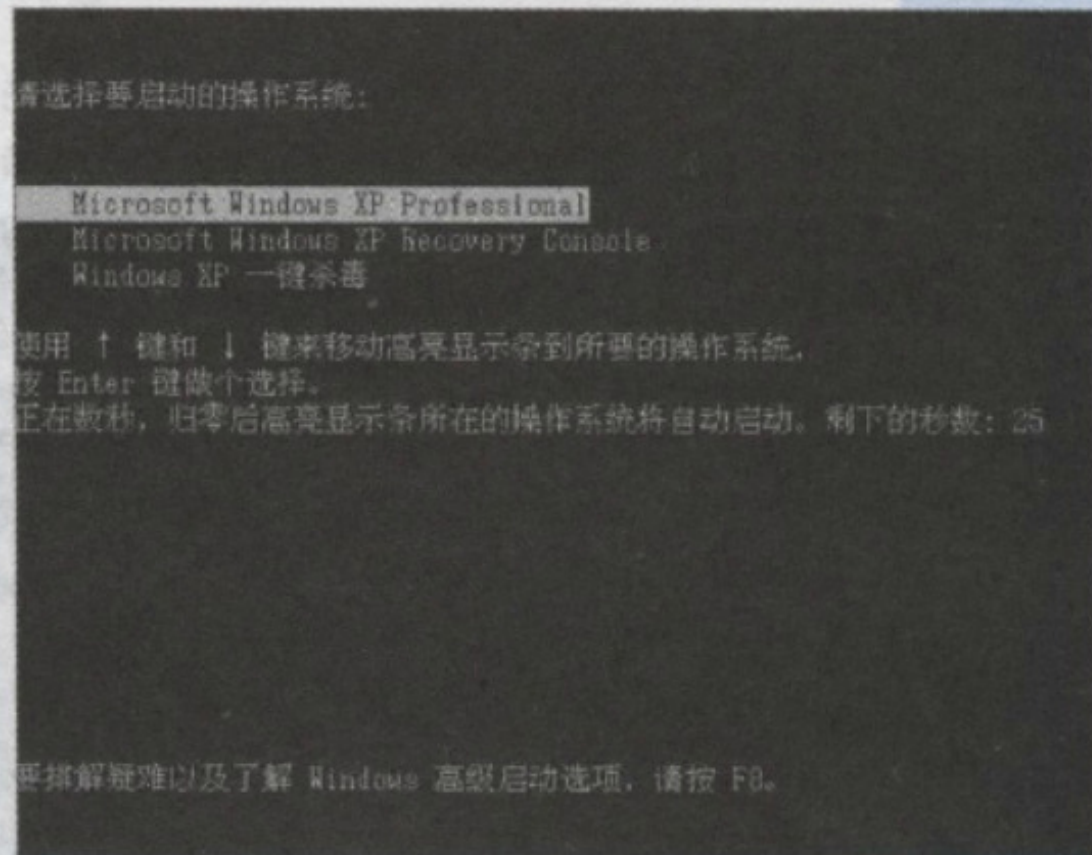 请选择要启动的操作系统:
Microsoft Windows XP Professional
Microsoft Windows XP Recovery Console
Windows XP 一键杀毒
使用 ↑ 键和 ↓ 键来移动高亮显示条到所要的操作系统,
按 Enter 键做个选择。
正在数秒, 归零后高亮显示条所在的操作系统将自动启动。剩下的秒数: 25
要排解疑难以及了解 Windows 高级启动选项, 请按 F8。